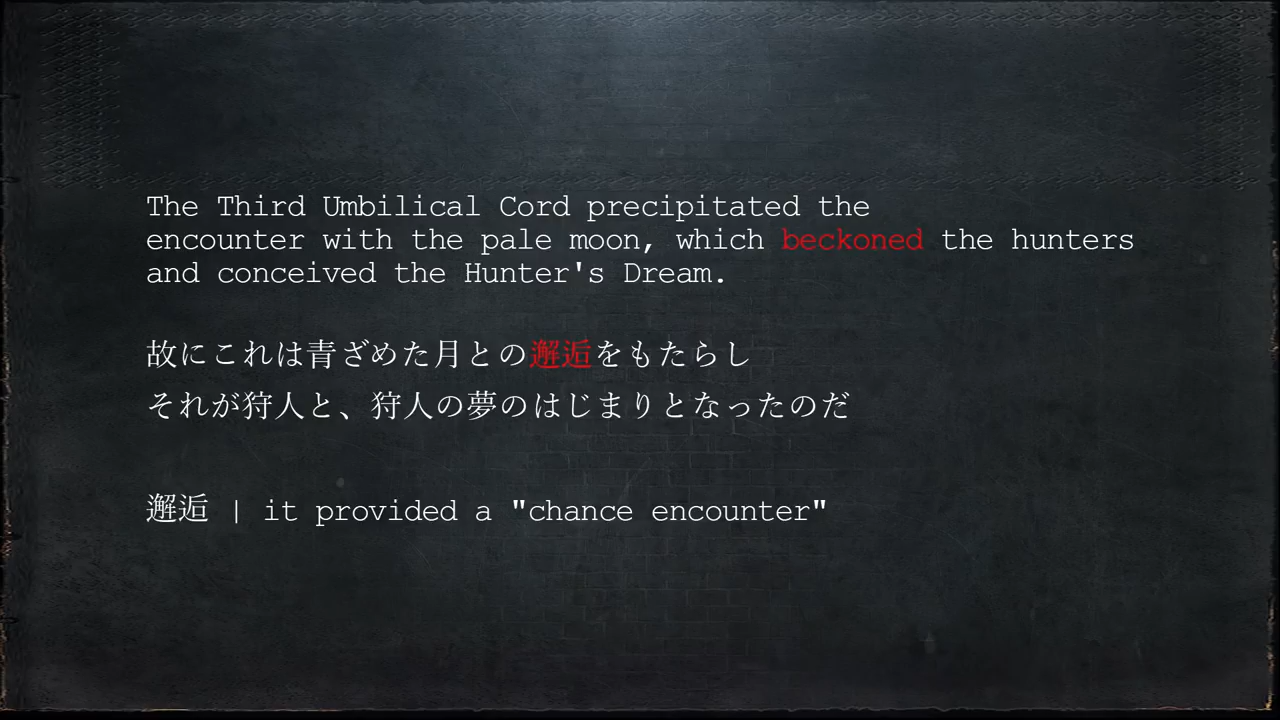 The Third Umbilical Cord precipitated the
encounter with the pale moon, which beckoned the hunters
and conceived the Hunter's Dream.
故にこれは青ざめた月との邂逅をもたらし
それが狩人と、狩人の夢のはじまりとなったのだ
邂逅 | it provided a "chance encounter"